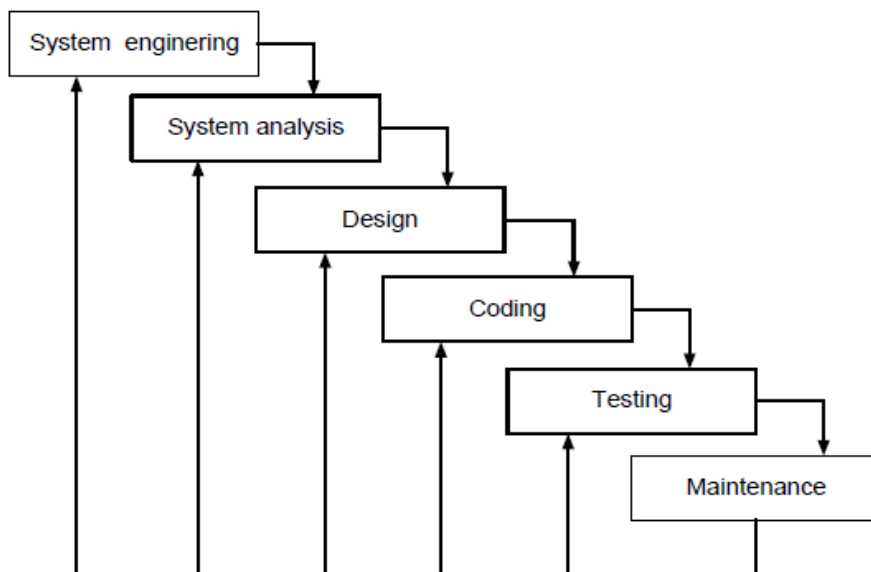 System enginering
System analysis
Design
Coding
Testing
Maintenance